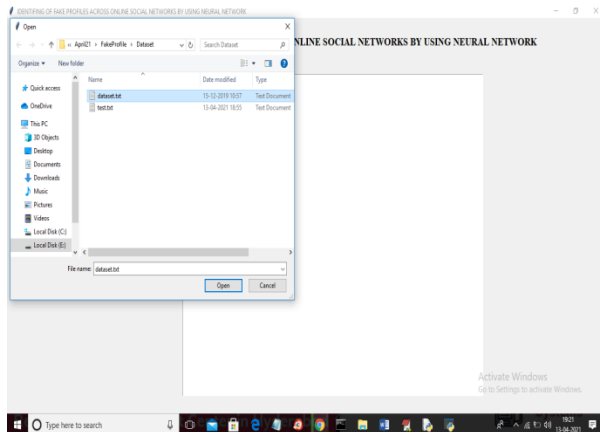 IDENTIFING OF FAKE PROFILES ACROSS ONLINE SOCIAL NETWORKS BY USING NEURAL NETWORK
NLINE SOCIAL NETWORKS BY USING NEURAL NETWORK
Open
« April21 › FakeProfile › Dataset
Search Dataset
Organize
New folder
Name
Date modified
Type
Quick access
OneDrive
This PC
3D Objects
Desktop
Documents
Downloads
Music
Pictures
Videos
Local Disk (C:)
Local Disk (E:)
dataset.txt
15-12-2019 10:57
Text Document
test.txt
13-04-2021 18:55
Text Document
File name:
dataset.txt
Open
Cancel
Activate Windows
Go to Settings to activate Windows.
Type here to search
19:21
13-04-2021